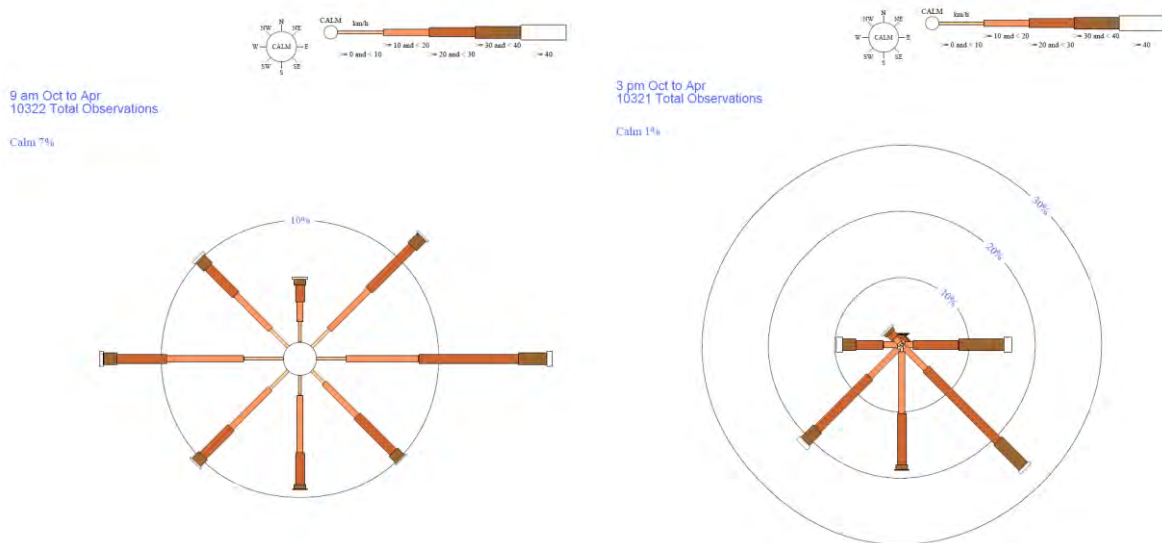 N
NW NE
W CALM E
SW SE
S
CALM km/h
>= 10 and < 20 >= 30 and < 40
>= 0 and < 10 >= 20 and < 30 >= 40
9 am Oct to Apr
10322 Total Observations
Calm 7%
10%
N
NW NE
W CALM E
SW SE
S
CALM km/h
>= 10 and < 20 >= 30 and < 40
>= 0 and < 10 >= 20 and < 30 >= 40
3 pm Oct to Apr
10321 Total Observations
Calm 1%
30%
20%
10%